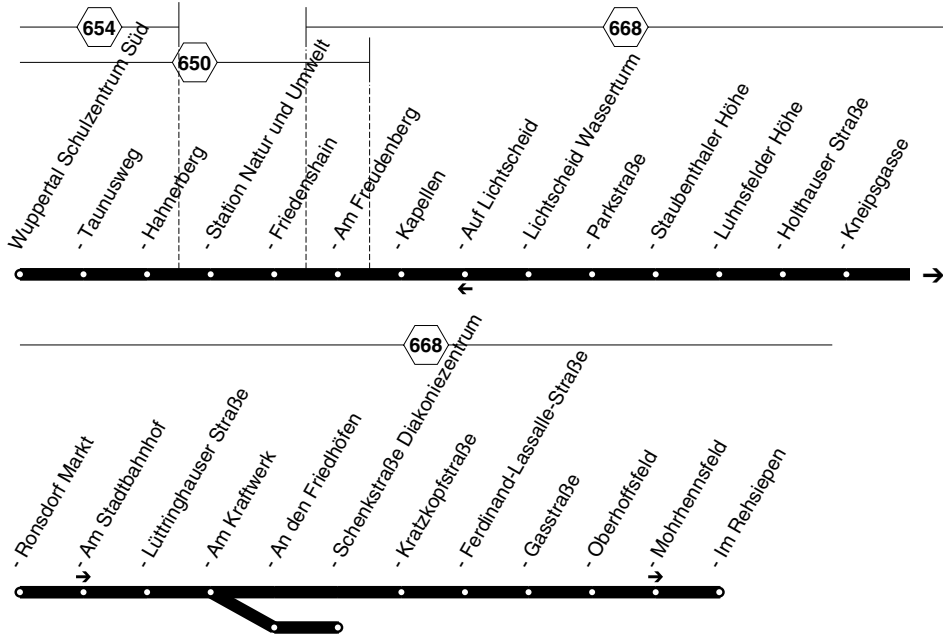 654
668
650
Wuppertal Schulzentrum Süd
- Taunusweg
- Hahnerberg
- Station Natur und Umwelt
- Friedenshain
- Am Freudenberg
- Kapellen
- Auf Lichtscheid
- Lichtscheid Wasserturm
- Parkstraße
- Staubenthaler Höhe
- Luhnsfelder Höhe
- Holthauser Straße
- Kneipsgasse
668
- Ronsdorf Markt
- Am Stadtbahnhof
- Lüttringhauser Straße
- Am Kraftwerk
- An den Friedhöfen
- Schenkstraße Diakoniezentrum
- Kratzkopfstraße
- Ferdinand-Lassalle-Straße
- Gasstraße
- Oberhoffsfeld
- Mohrhennsfeld
- Im Rehsiepen